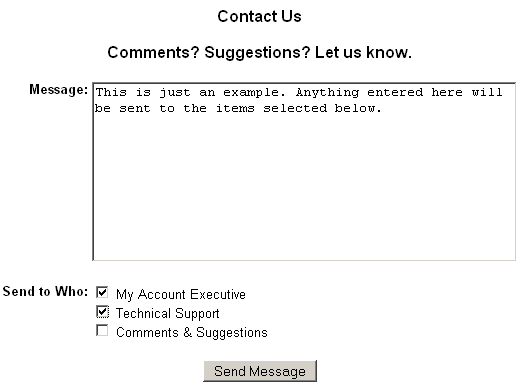 Contact Us
Comments? Suggestions? Let us know.
Message:
This is just an example. Anything entered here will
be sent to the items selected below.
Send to Who:
My Account Executive
Technical Support
Comments & Suggestions
Send Message